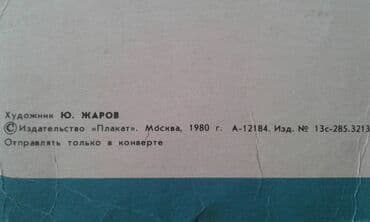 Художник Ю. ЖАРОВ
© Издательство «Плакат». Москва, 1980 г. А-12184. Изд. № 13с-285.3213
Отправлять только в конверте